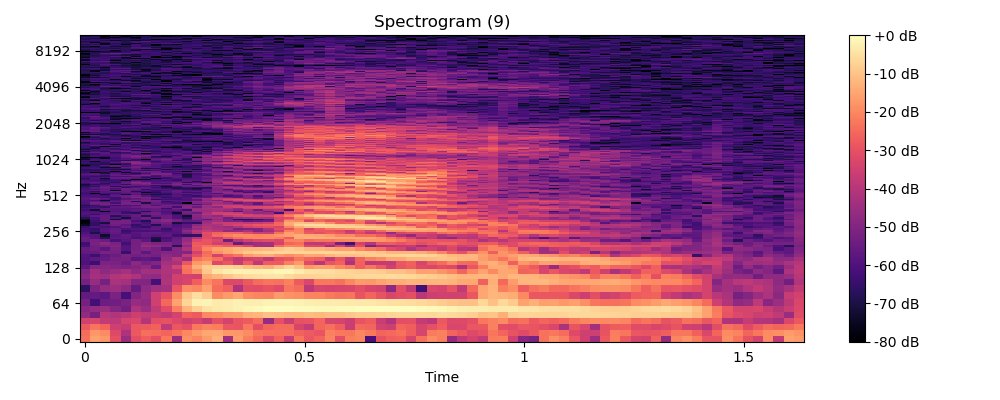 Spectrogram (9)
Hz
8192
4096
2048
1024
512
256
128
64
0
0
0.5
1
1.5
Time
+0 dB
-10 dB
-20 dB
-30 dB
-40 dB
-50 dB
-60 dB
-70 dB
-80 dB